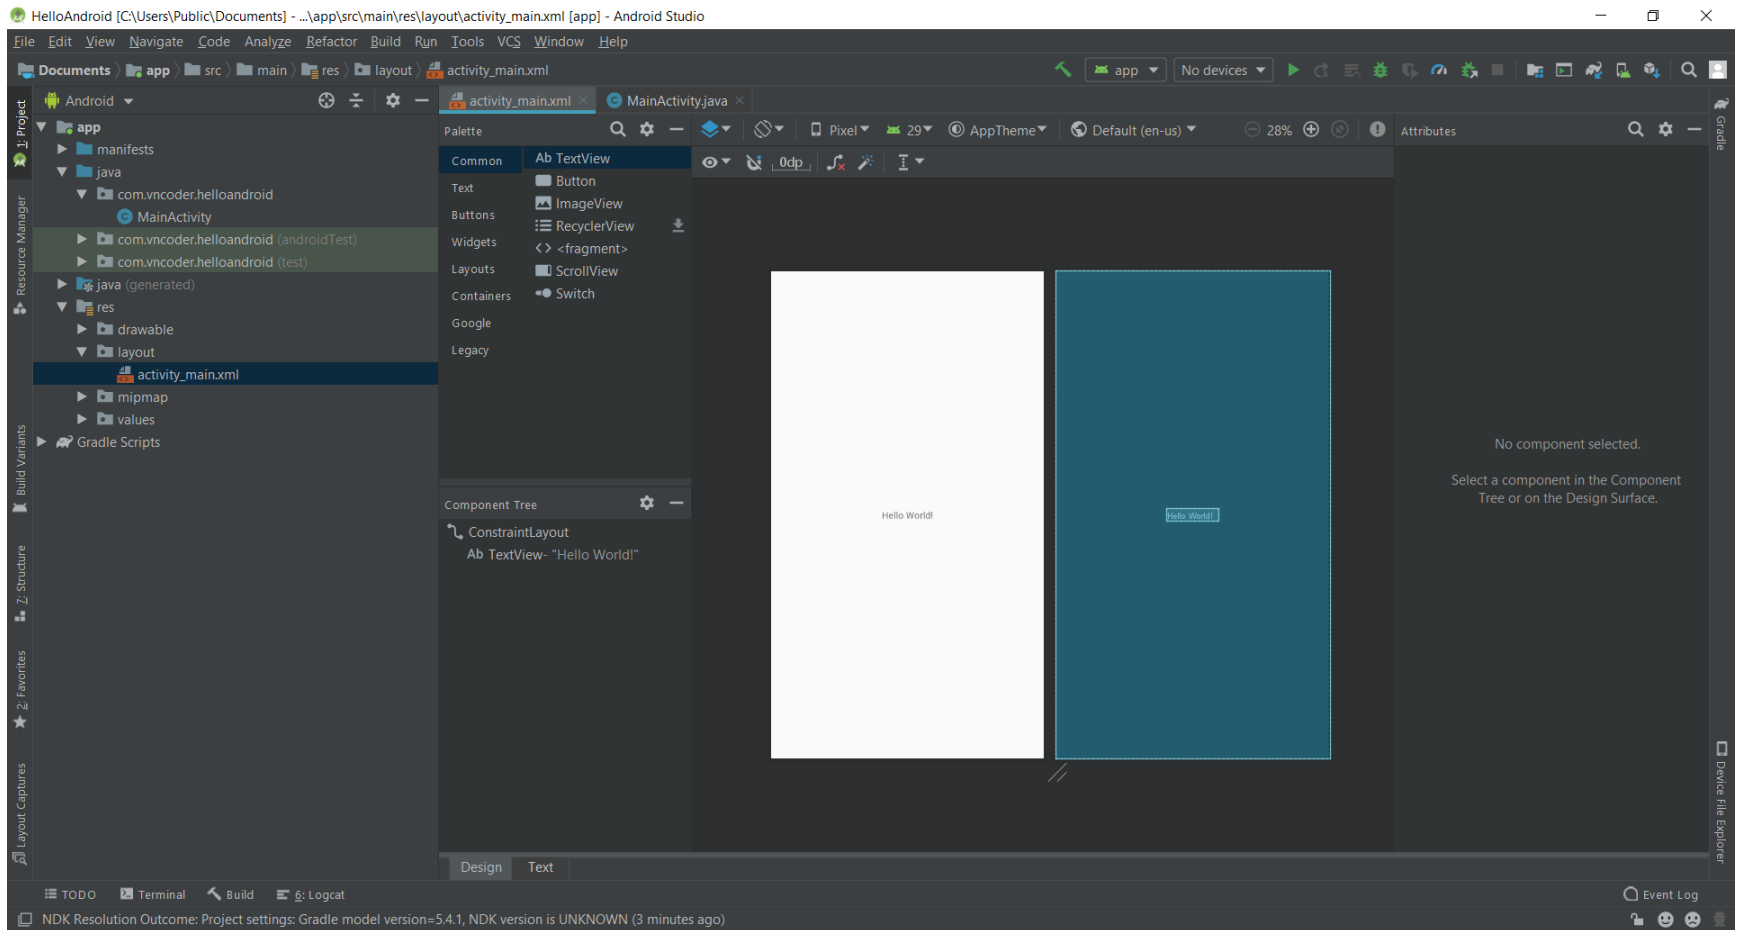 HelloAndroid [C:\Users\Public\Documents] - ...\app\src\main\res\layout\activity_main.xml [app] - Android Studio
File Edit View Navigate Code Analyze Refactor Build Run Tools VCS Window Help
Documents app src main res layout activity_main.xml
app No devices
1: Project
Resource Manager
Build Variants
7: Structure
2: Favorites
Layout Captures
Android
app
manifests
java
com.vncoder.helloandroid
MainActivity
com.vncoder.helloandroid (androidTest)
com.vncoder.helloandroid (test)
java (generated)
res
drawable
layout
activity_main.xml
mipmap
values
Gradle Scripts
activity_main.xml MainActivity.java
Palette
Common
Text
Buttons
Widgets
Layouts
Containers
Google
Legacy
Ab TextView
Button
ImageView
RecyclerView
<> <fragment>
ScrollView
Switch
Component Tree
ConstraintLayout
Ab TextView- "Hello World!"
Pixel 29 AppTheme Default (en-us) 28%
0dp
Hello World!
Hello World!
Attributes
No component selected.
Select a component in the Component
Tree or on the Design Surface.
Gradle
Device File Explorer
Design Text
TODO Terminal Build 6: Logcat Event Log
NDK Resolution Outcome: Project settings: Gradle model version=5.4.1, NDK version is UNKNOWN (3 minutes ago)